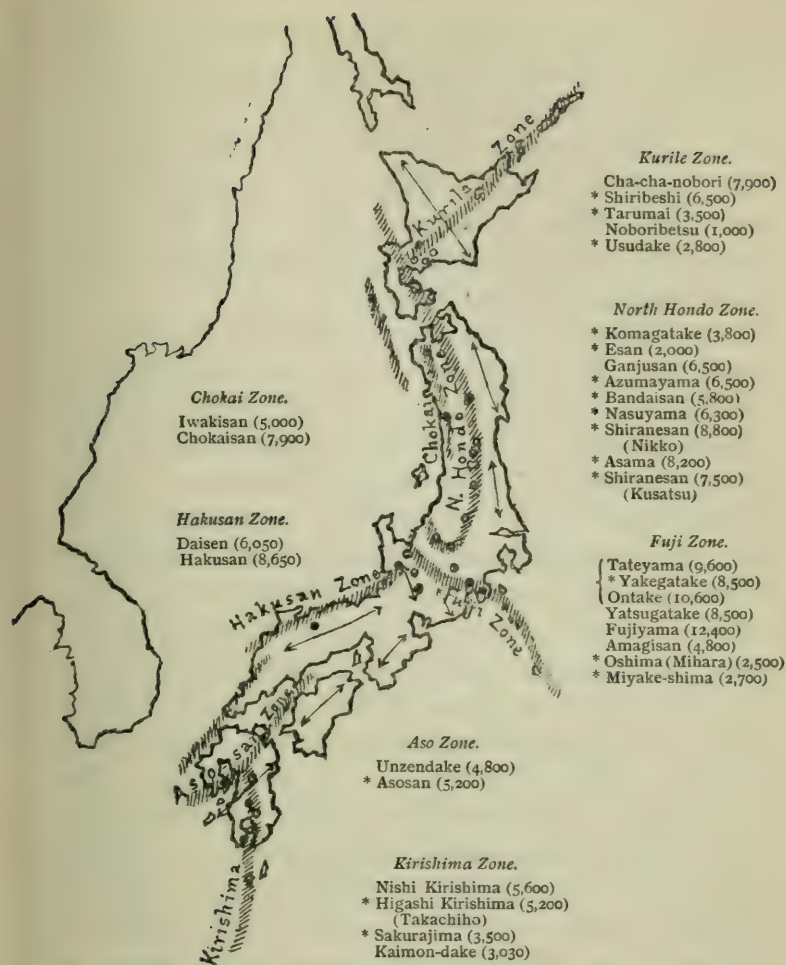 Kurile Zone.
Cha-cha-nobori (7,900)
* Shiribeshi (6,500)
* Tarumai (3,500)
Noboribetsu (1,000)
* Usudake (2,800)
North Hondo Zone.
* Komagatake (3,800)
* Esan (2,000)
Ganjusan (6,500)
* Azumayama (6,500)
* Bandaisan (5,800)
* Nasuyama (6,300)
* Shiranesan (8,800)
(Nikko)
* Asama (8,200)
* Shiranesan (7,500)
(Kusatsu)
Chokai Zone.
Iwakisan (5,000)
Chokaisan (7,900)
Hakusan Zone.
Daisen (6,050)
Hakusan (8,650)
Fuji Zone.
Tateyama (9,600)
* Yakegatake (8,500)
Ontake (10,600)
Yatsugatake (8,500)
Fujiyama (12,400)
Amagisan (4,800)
* Oshima (Mihara) (2,500)
* Miyake-shima (2,700)
Aso Zone.
Unzendake (4,800)
* Asosan (5,200)
Kirishima Zone.
Nishi Kirishima (5,600)
* Higashi Kirishima (5,200)
(Takachiho)
* Sakurajima (3,500)
Kaimon-dake (3,030)
Kurila Zone
Chokai Zone
N. Hondo Zone
Hakusan Zone
Fuji Zone
Zone
Kirishima